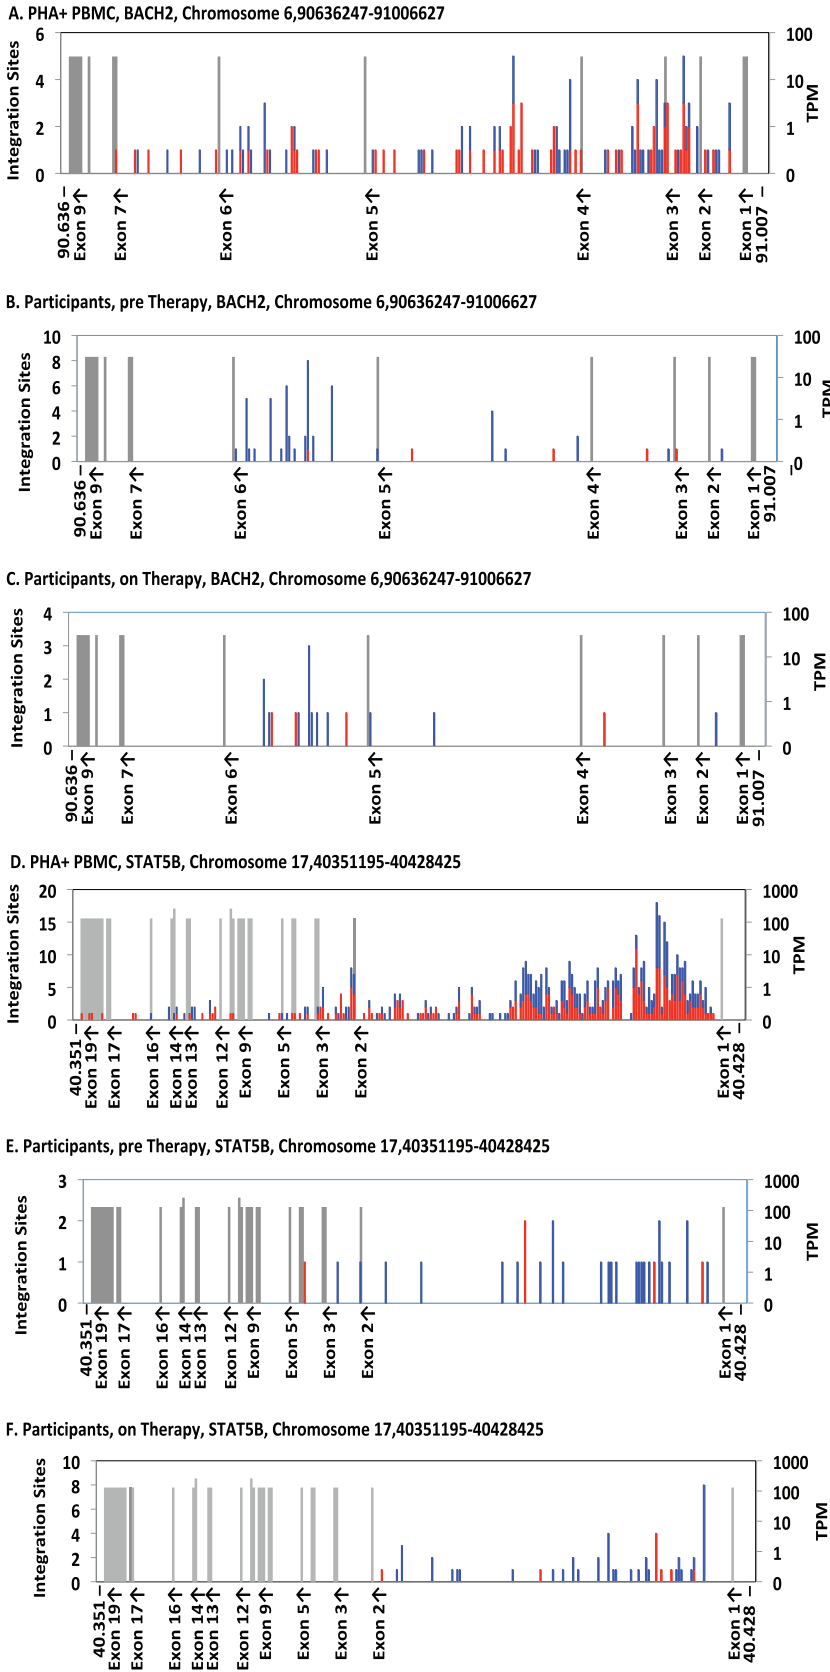 A. PHA+ PBMC, BACH2, Chromosome 6,90636247-91006627
Integration Sites
6
4
2
0
100
10
1
0
TPM
90.636 –
Exon 9↑
Exon 7↑
Exon 6↑
Exon 5↑
Exon 4↑
Exon 3↑
Exon 2↑
Exon 1↑
91.007 –
B. Participants, pre Therapy, BACH2, Chromosome 6,90636247-91006627
Integration Sites
10
8
6
4
2
0
100
10
1
0
TPM
90.636 –
Exon 9↑
Exon 7↑
Exon 6↑
Exon 5↑
Exon 4↑
Exon 3↑
Exon 2↑
Exon 1↑
91.007 –
C. Participants, on Therapy, BACH2, Chromosome 6,90636247-91006627
Integration Sites
4
3
2
1
0
100
10
1
0
TPM
90.636 –
Exon 9↑
Exon 7↑
Exon 6↑
Exon 5↑
Exon 4↑
Exon 3↑
Exon 2↑
Exon 1↑
91.007 –
D. PHA+ PBMC, STAT5B, Chromosome 17,40351195-40428425
Integration Sites
20
15
10
5
0
1000
100
10
1
0
TPM
40.351 –
Exon 19↑
Exon 17↑
Exon 16↑
Exon 14↑
Exon 13↑
Exon 12↑
Exon 9↑
Exon 5↑
Exon 3↑
Exon 2↑
Exon 1↑
40.428 –
E. Participants, pre Therapy, STAT5B, Chromosome 17,40351195-40428425
Integration Sites
3
2
1
0
1000
100
10
1
0
TPM
40.351 –
Exon 19↑
Exon 17↑
Exon 16↑
Exon 14↑
Exon 13↑
Exon 12↑
Exon 9↑
Exon 5↑
Exon 3↑
Exon 2↑
Exon 1↑
40.428 –
F. Participants, on Therapy, STAT5B, Chromosome 17,40351195-40428425
Integration Sites
10
8
6
4
2
0
1000
100
10
1
0
TPM
40.351 –
Exon 19↑
Exon 17↑
Exon 16↑
Exon 14↑
Exon 13↑
Exon 12↑
Exon 9↑
Exon 5↑
Exon 3↑
Exon 2↑
Exon 1↑
40.428 –